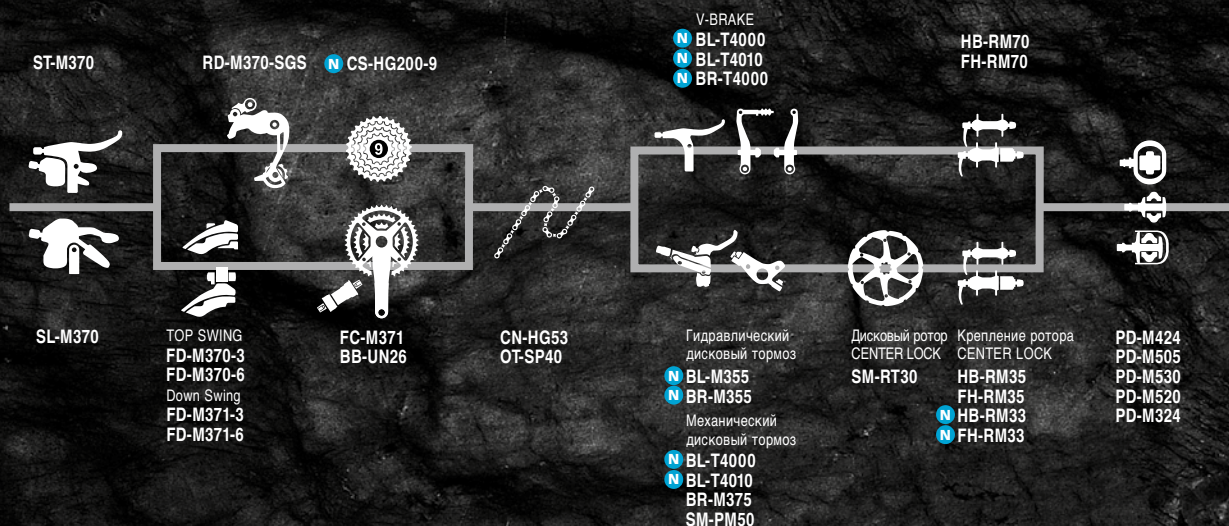 ST-M370
SL-M370
RD-M370-SGS
N CS-HG200-9
9
TOP SWING
FD-M370-3
FD-M370-6
Down Swing
FD-M371-3
FD-M371-6
FC-M371
BB-UN26
CN-HG53
OT-SP40
V-BRAKE
N BL-T4000
N BL-T4010
N BR-T4000
HB-RM70
FH-RM70
Гидравлический
дисковый тормоз
N BL-M355
N BR-M355
Механический
дисковый тормоз
N BL-T4000
N BL-T4010
BR-M375
SM-PM50
Дисковый ротор
CENTER LOCK
SM-RT30
Крепление ротора
CENTER LOCK
HB-RM35
FH-RM35
N HB-RM33
N FH-RM33
PD-M424
PD-M505
PD-M530
PD-M520
PD-M324